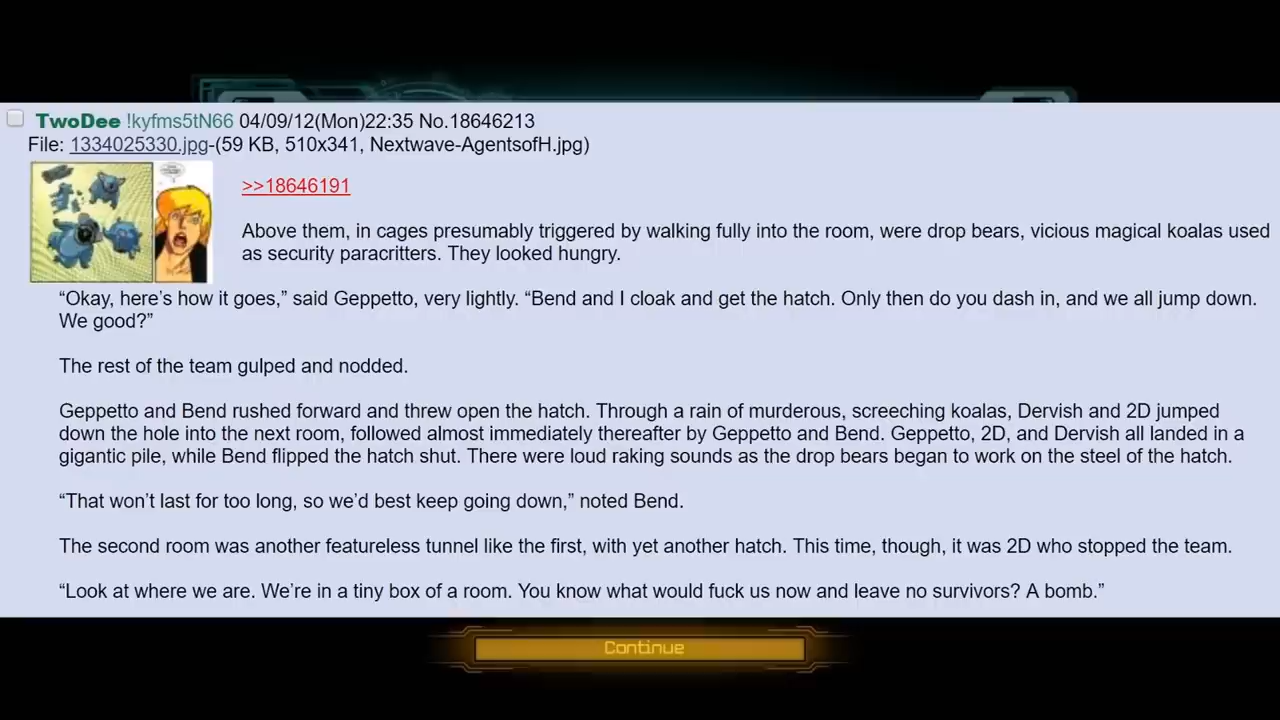 TwoDee !kyfms5tN66 04/09/12(Mon)22:35 No.18646213
File: 1334025330.jpg-(59 KB, 510x341, Nextwave-AgentsofH.jpg)
>>18646191
Above them, in cages presumably triggered by walking fully into the room, were drop bears, vicious magical koalas used
as security paracritters. They looked hungry.
“Okay, here’s how it goes,” said Geppetto, very lightly. “Bend and I cloak and get the hatch. Only then do you dash in, and we all jump down.
We good?”
The rest of the team gulped and nodded.
Geppetto and Bend rushed forward and threw open the hatch. Through a rain of murderous, screeching koalas, Dervish and 2D jumped
down the hole into the next room, followed almost immediately thereafter by Geppetto and Bend. Geppetto, 2D, and Dervish all landed in a
gigantic pile, while Bend flipped the hatch shut. There were loud raking sounds as the drop bears began to work on the steel of the hatch.
“That won’t last for too long, so we’d best keep going down,” noted Bend.
The second room was another featureless tunnel like the first, with yet another hatch. This time, though, it was 2D who stopped the team.
“Look at where we are. We’re in a tiny box of a room. You know what would fuck us now and leave no survivors? A bomb.”
Continue